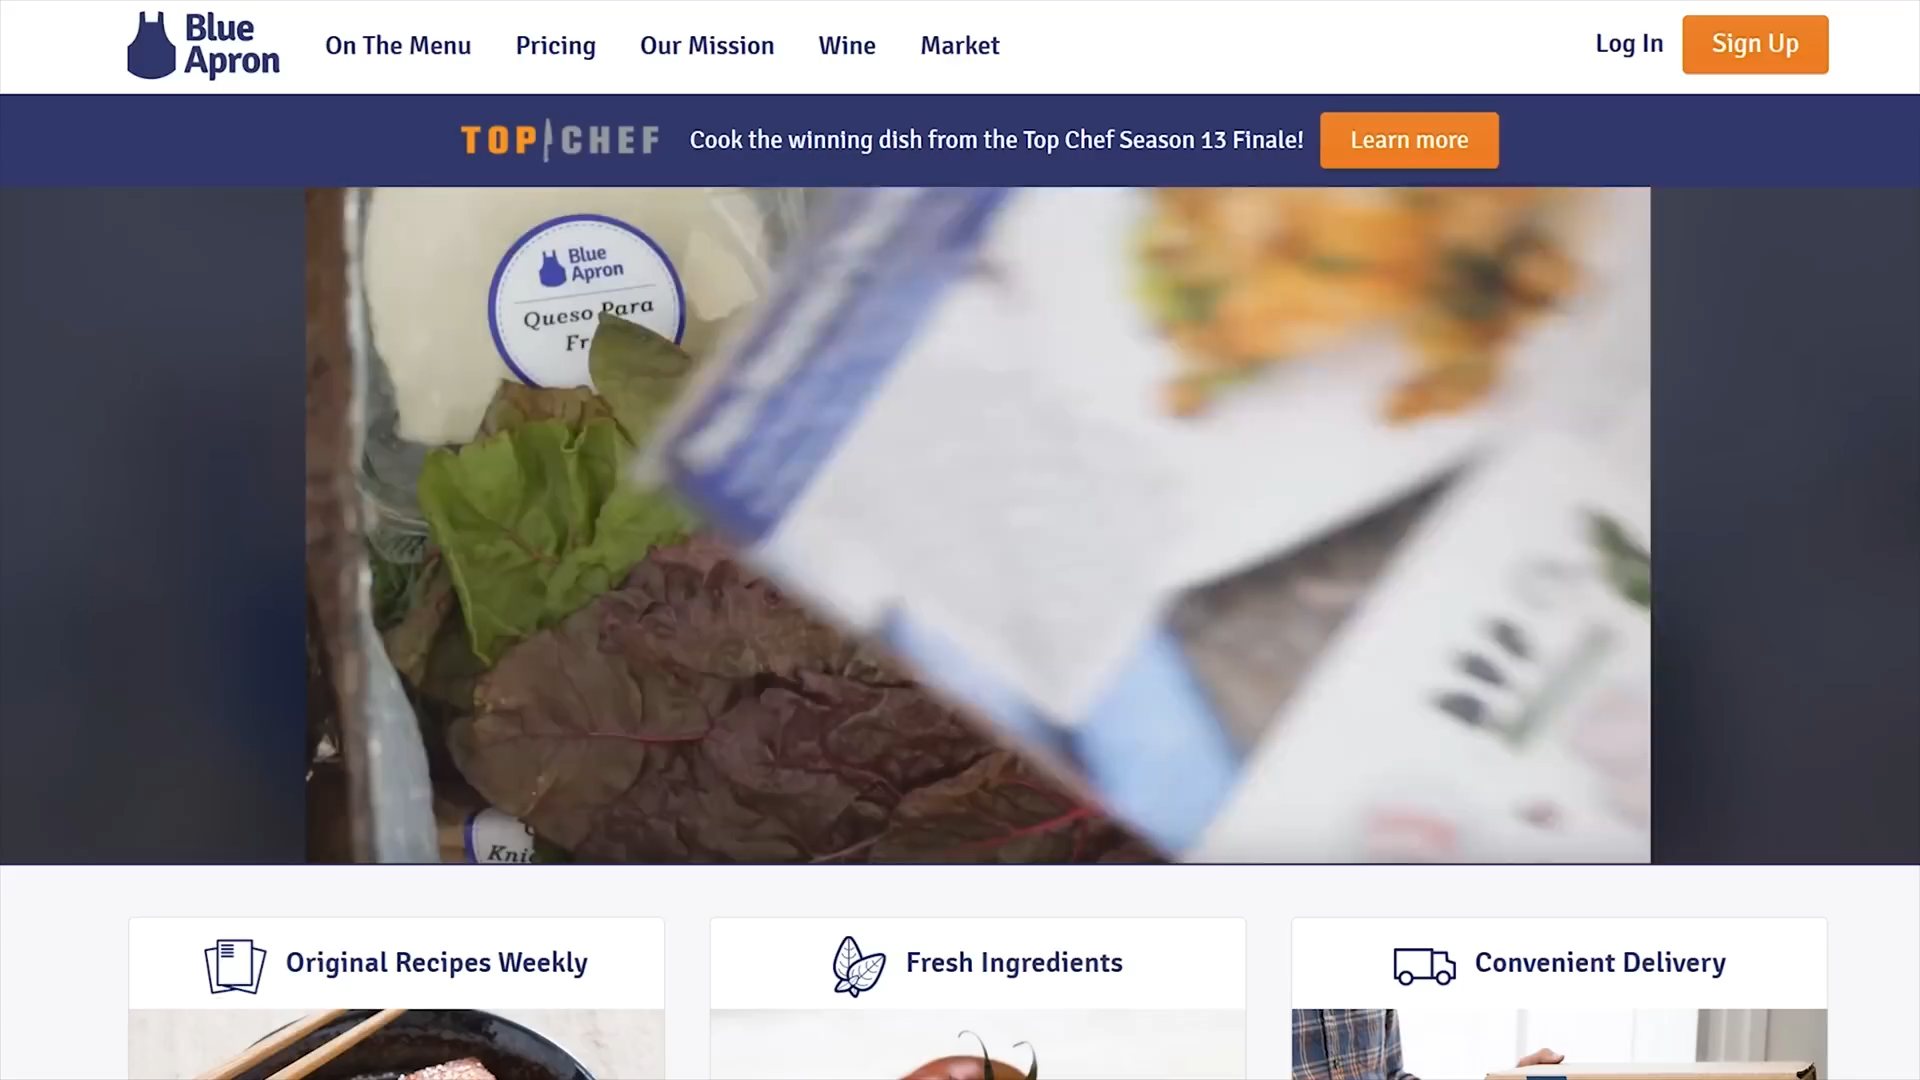 Blue
Apron
On The Menu
Pricing
Our Mission
Wine
Market
Log In
Sign Up
TOP CHEF
Cook the winning dish from the Top Chef Season 13 Finale!
Learn more
Blue
Apron
Queso Para
Original Recipes Weekly
Fresh Ingredients
Convenient Delivery